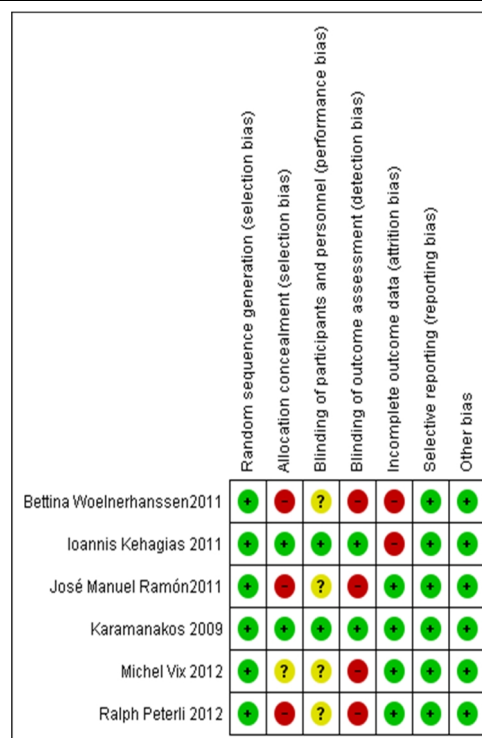 Random sequence generation (selection bias)
Allocation concealment (selection bias)
Blinding of participants and personnel (performance bias)
Blinding of outcome assessment (detection bias)
Incomplete outcome data (attrition bias)
Selective reporting (reporting bias)
Other bias
Bettina Woelnerhanssen2011 + - ? - - + +
Ioannis Kehagias 2011 + + + + - + +
José Manuel Ramón2011 + - ? - + + +
Karamanakos 2009 + + + + + + +
Michel Vix 2012 + ? ? - + + +
Ralph Peterli 2012 + - ? - + + +